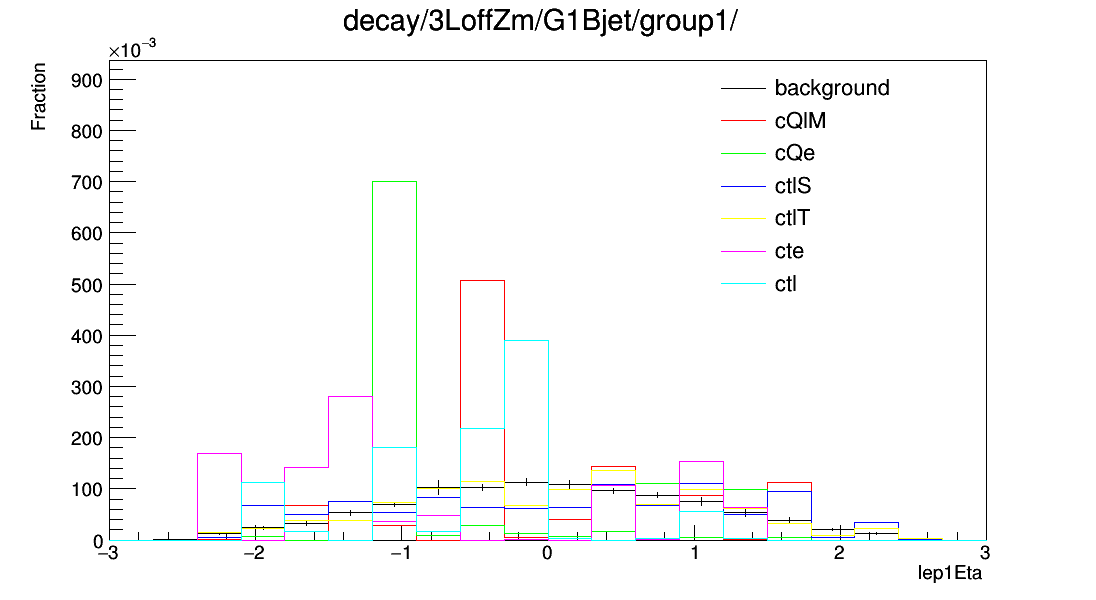 decay/3LoffZm/G1Bjet/group1/
×10⁻³
Fraction
900
800
700
600
500
400
300
200
100
0
−3 −2 −1 0 1 2 3
lep1Eta
background
cQlM
cQe
ctlS
ctlT
cte
ctl